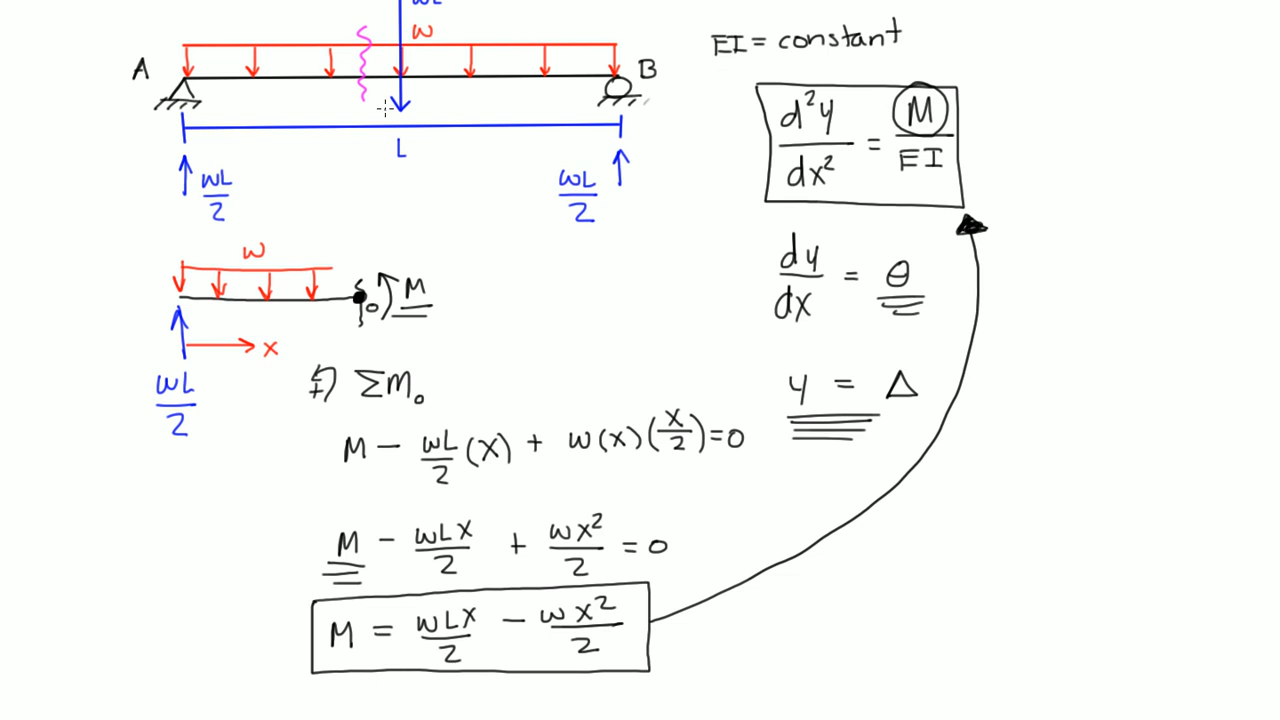 wL
w
EI = constant
A
B
d²y/dx² = M/EI
L
wL/2
wL/2
dy/dx = θ
w
o
M
x
wL/2
+ ΣM₀
y = Δ
M - wL/2 (x) + w(x)(x/2) = 0
M - wLx/2 + wx²/2 = 0
M = wLx/2 - wx²/2